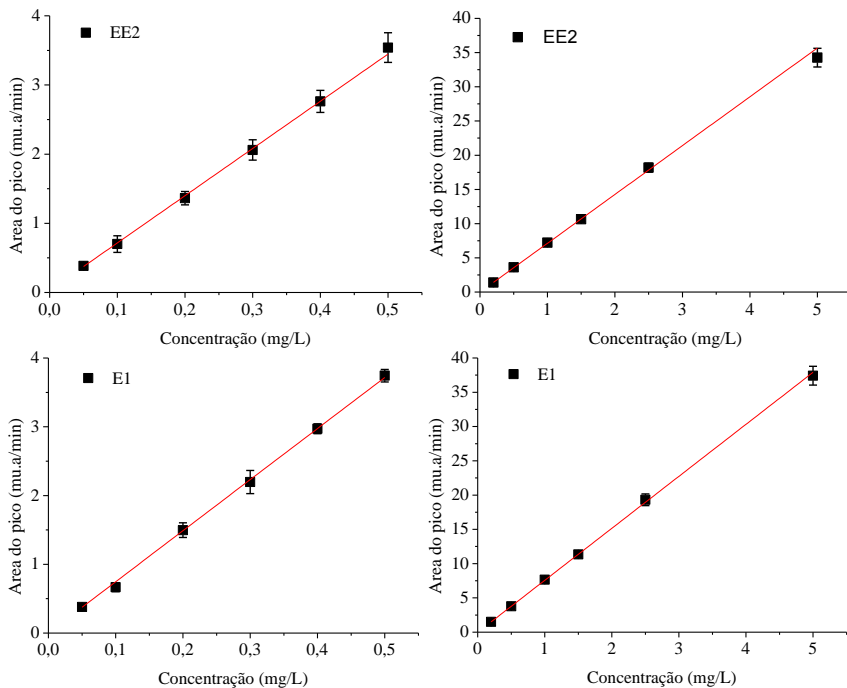 EE2
Area do pico (mu.a/min)
4
3
2
1
0
0,0 0,1 0,2 0,3 0,4 0,5
Concentração (mg/L)
EE2
Area do pico (mu.a/min)
40
35
30
25
20
15
10
5
0
0 1 2 3 4 5
Concentração (mg/L)
E1
Area do pico (mu.a/min)
4
2
1
0
0,0 0,1 0,2 0,3 0,4 0,5
Concentração (mg/L)
E1
Area do pico (mu.a/min)
40
35
30
25
20
15
10
5
0
0 1 2 3 4 5
Concentração (mg/L)